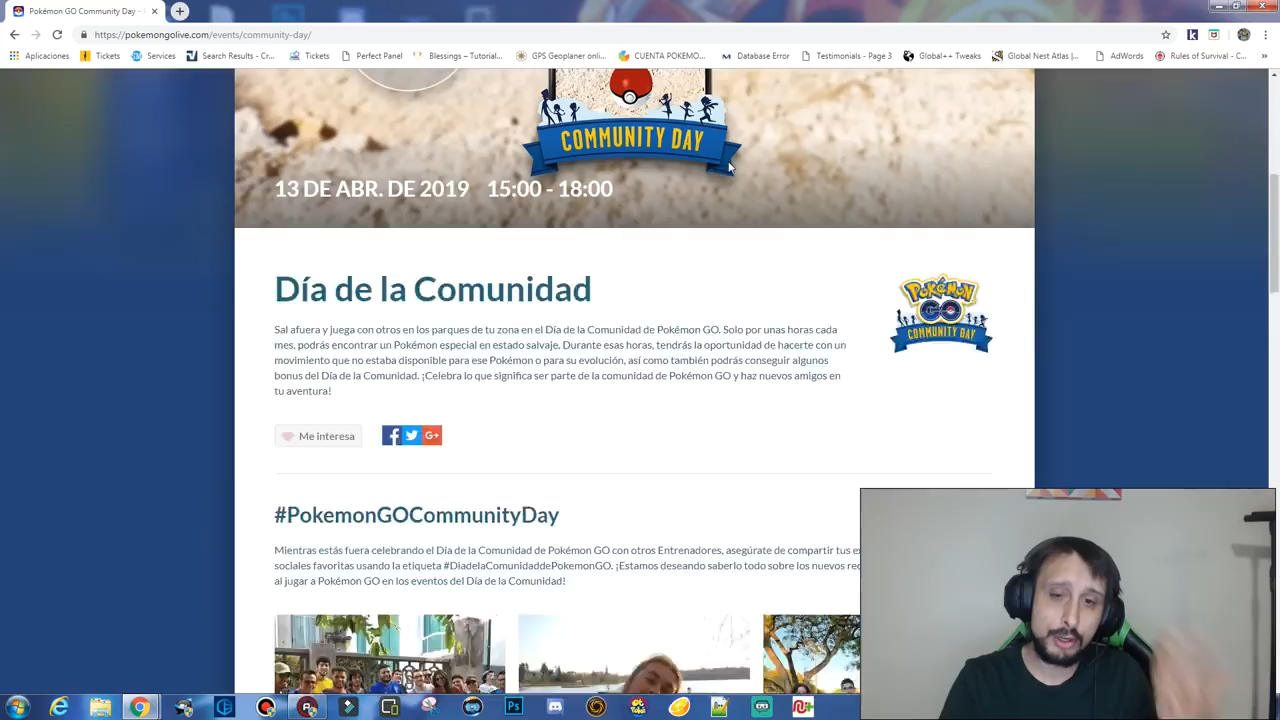 Pokémon GO Community Day -
https://pokemongolive.com/events/community-day/
Aplicaciones Tickets Services Search Results - Cr... Tickets Perfect Panel Blessings – Tutorial... GPS Geoplaner onlin... CUENTA POKEMO... Database Error Testimonials - Page 3 Global++ Tweaks Global Nest Atlas |... AdWords Rules of Survival - C... »
COMMUNITY DAY
13 DE ABR. DE 2019 15:00 - 18:00
Día de la Comunidad
POKÉMON
GO
COMMUNITY DAY
Sal afuera y juega con otros en los parques de tu zona en el Día de la Comunidad de Pokémon GO. Solo por unas horas cada
mes, podrás encontrar un Pokémon especial en estado salvaje. Durante esas horas, tendrás la oportunidad de hacerte con un
movimiento que no estaba disponible para ese Pokémon o para su evolución, así como también podrás conseguir algunos
bonus del Día de la Comunidad. ¡Celebra lo que significa ser parte de la comunidad de Pokémon GO y haz nuevos amigos en
tu aventura!
Me interesa
#PokemonGOCommunityDay
Mientras estás fuera celebrando el Día de la Comunidad de Pokémon GO con otros Entrenadores, asegúrate de compartir tus
sociales favoritas usando la etiqueta #DiadelaComunidaddePokemonGO. ¡Estamos deseando saberlo todo sobre los nuevos
al jugar a Pokémon GO en los eventos del Día de la Comunidad!